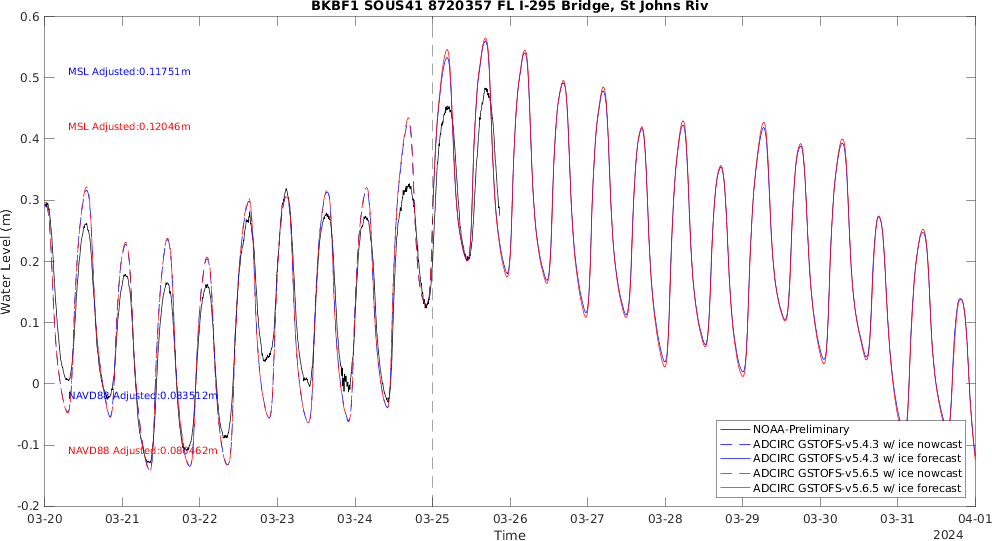 BKBF1 SOUS41 8720357 FL I-295 Bridge, St Johns Riv
0.6
0.5
0.4
0.3
0.2
0.1
0
-0.1
-0.2
Water Level (m)
MSL Adjusted:0.11751m
MSL Adjusted:0.12046m
NAVD88 Adjusted:0.083512m
NAVD88 Adjusted:0.086462m
NOAA-Preliminary
ADCIRC GSTOFS-v5.4.3 w/ ice nowcast
ADCIRC GSTOFS-v5.4.3 w/ ice forecast
ADCIRC GSTOFS-v5.6.5 w/ ice nowcast
ADCIRC GSTOFS-v5.6.5 w/ ice forecast
03-20 03-21 03-22 03-23 03-24 03-25 03-26 03-27 03-28 03-29 03-30 03-31 04-01
Time
2024